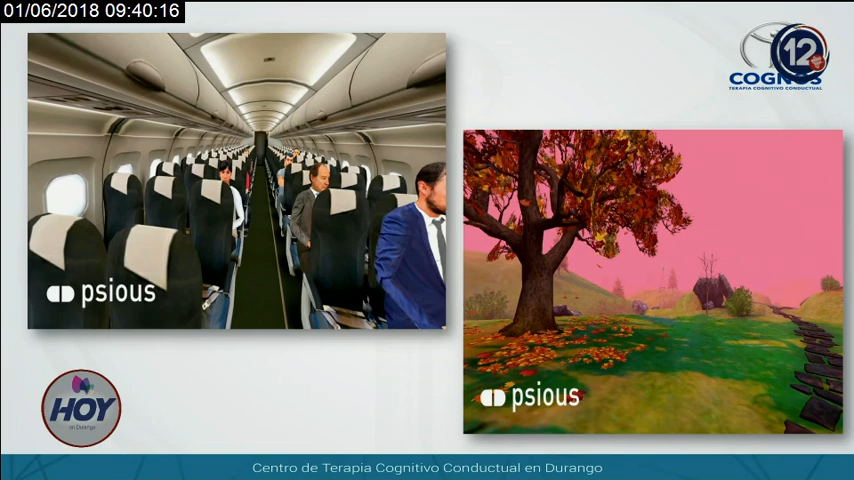 01/06/2018 09:40:16
12
COGNOS
TERAPIA COGNITIVO CONDUCTUAL
psious
psious
HOY
en Durango
Centro de Terapia Cognitivo Conductual en Durango